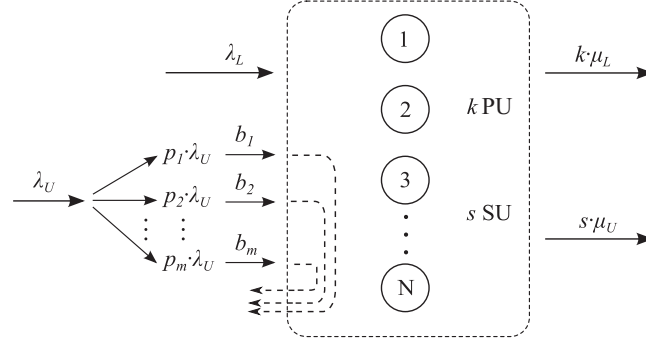 λ_L
1
k·μ_L
2
k PU
p_1·λ_U
b_1
λ_U
p_2·λ_U
b_2
3
⋮ ⋮
s SU
s·μ_U
p_m·λ_U
b_m
N